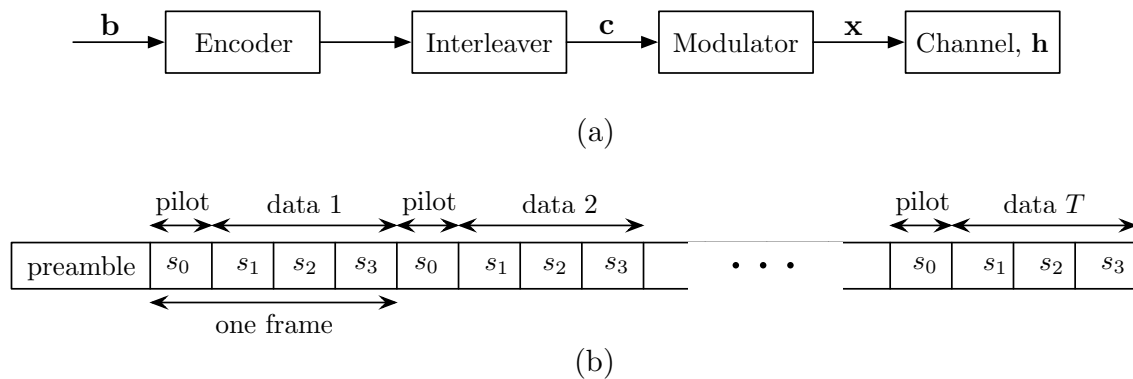 b Encoder Interleaver c Modulator x Channel, h
(a)
pilot data 1 pilot data 2 pilot data T
preamble s₀ s₁ s₂ s₃ s₀ s₁ s₂ s₃ • • • s₀ s₁ s₂ s₃
one frame
(b)